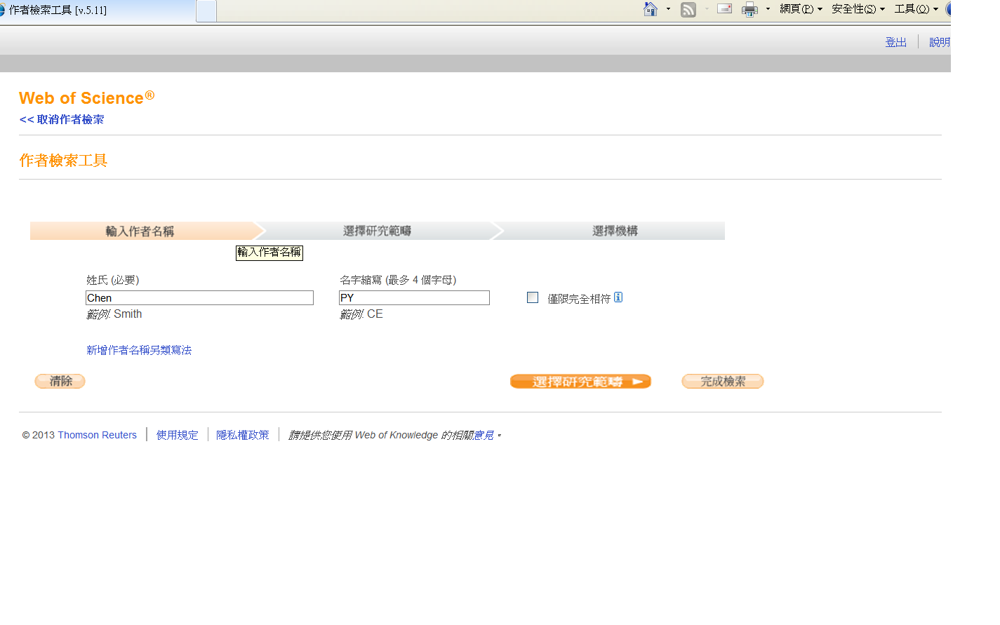 作者檢索工具 [v.5.11]
網頁(P) 安全性(S) 工具(O)
登出 說明
Web of Science®
<< 取消作者檢索
作者檢索工具
輸入作者名稱 選擇研究範疇 選擇機構
輸入作者名稱
姓氏 (必要) 名字縮寫 (最多 4 個字母)
Chen PY 僅限完全相符
範例: Smith 範例: CE
新增作者名稱另類寫法
清除 選擇研究範疇 完成檢索
© 2013 Thomson Reuters 使用規定 隱私權政策 請提供您使用 Web of Knowledge 的相關意見。